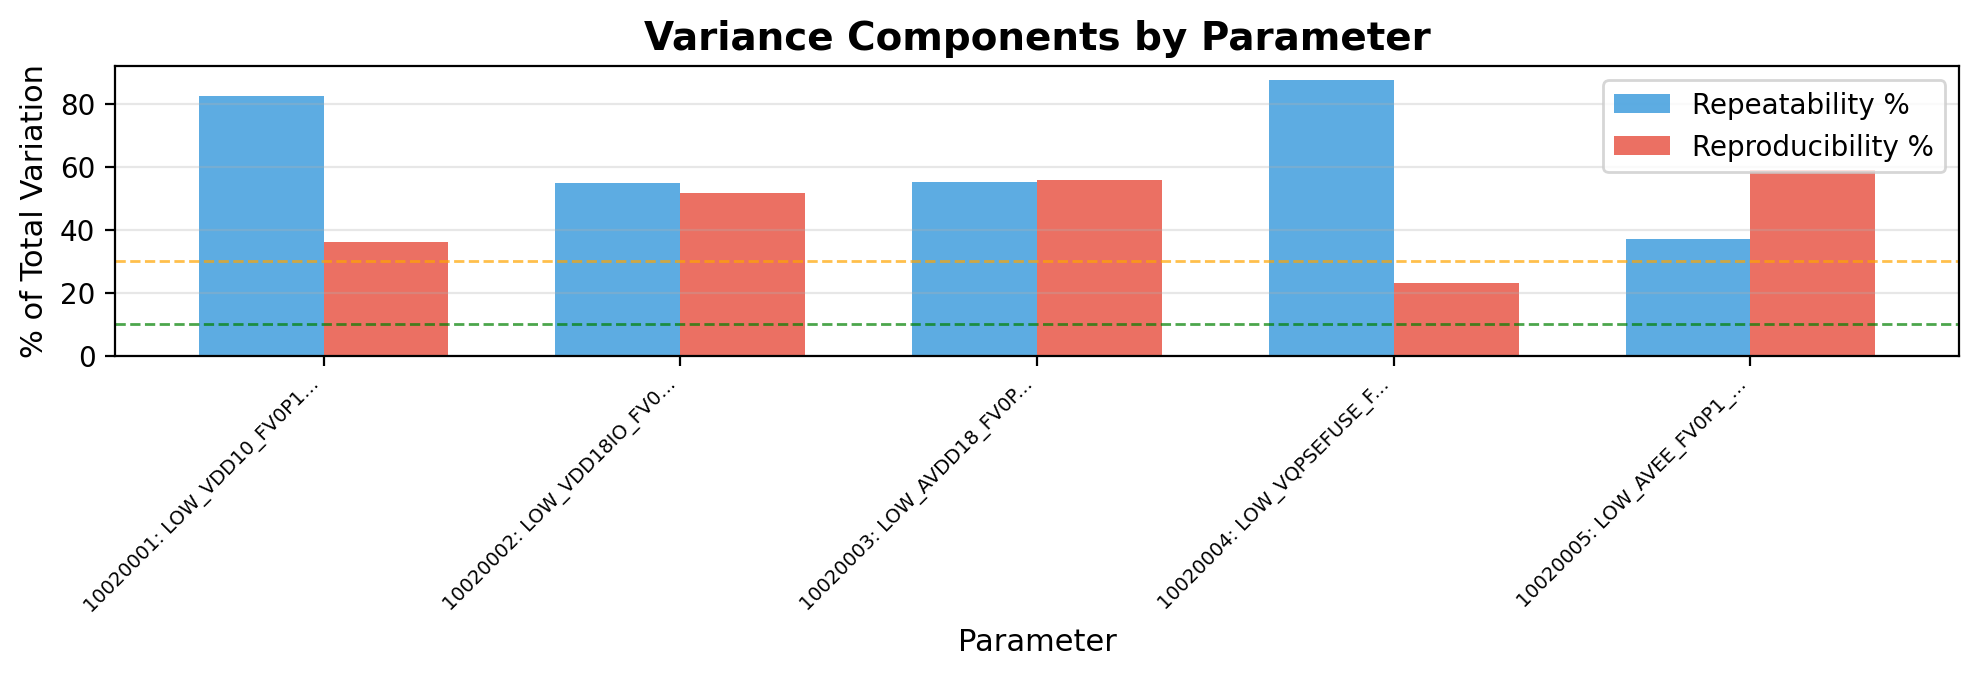 Variance Components by Parameter
% of Total Variation
80
60
40
20
0
Repeatability %
Reproducibility %
10020001: LOW_VDD10_FV0P1...
10020002: LOW_VDD18IO_FV0...
10020003: LOW_AVDD18_FV0P...
10020004: LOW_VQPSEFUSE_F...
10020005: LOW_AVEE_FV0P1_...
Parameter